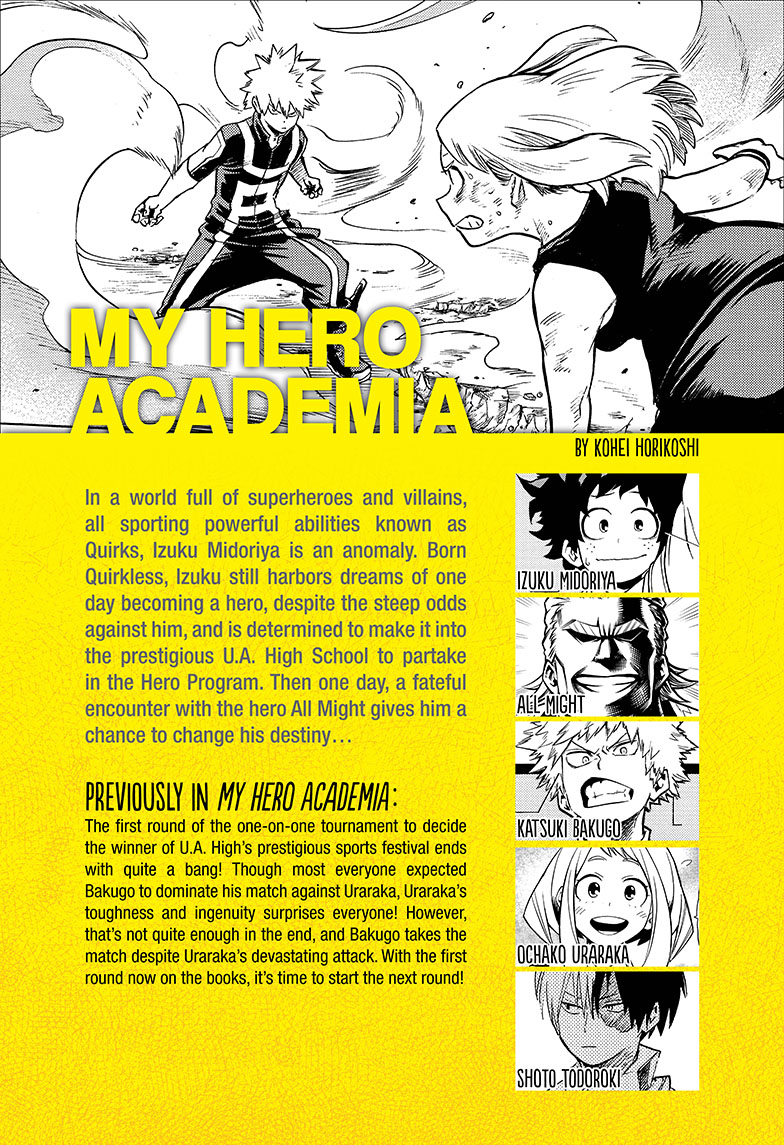 MY HERO
ACADEMIA
BY KOHEI HORIKOSHI
In a world full of superheroes and villains,
all sporting powerful abilities known as
Quirks, Izuku Midoriya is an anomaly. Born
Quirkless, Izuku still harbors dreams of one
day becoming a hero, despite the steep odds
against him, and is determined to make it into
the prestigious U.A. High School to partake
in the Hero Program. Then one day, a fateful
encounter with the hero All Might gives him a
chance to change his destiny…
PREVIOUSLY IN MY HERO ACADEMIA:
The first round of the one-on-one tournament to decide
the winner of U.A. High’s prestigious sports festival ends
with quite a bang! Though most everyone expected
Bakugo to dominate his match against Uraraka, Uraraka’s
toughness and ingenuity surprises everyone! However,
that’s not quite enough in the end, and Bakugo takes the
match despite Uraraka’s devastating attack. With the first
round now on the books, it’s time to start the next round!
IZUKU MIDORIYA
ALL MIGHT
KATSUKI BAKUGO
OCHAKO URARAKA
SHOTO TODOROKI